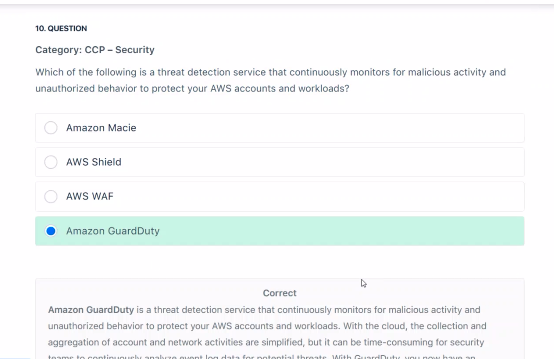 10. QUESTION
Category: CCP – Security
Which of the following is a threat detection service that continuously monitors for malicious activity and
unauthorized behavior to protect your AWS accounts and workloads?
Amazon Macie
AWS Shield
AWS WAF
Amazon GuardDuty
Correct
Amazon GuardDuty is a threat detection service that continuously monitors for malicious activity and
unauthorized behavior to protect your AWS accounts and workloads. With the cloud, the collection and
aggregation of account and network activities are simplified, but it can be time-consuming for security
teams to continuously analyze event log data for potential threats. With GuardDuty, you now have an